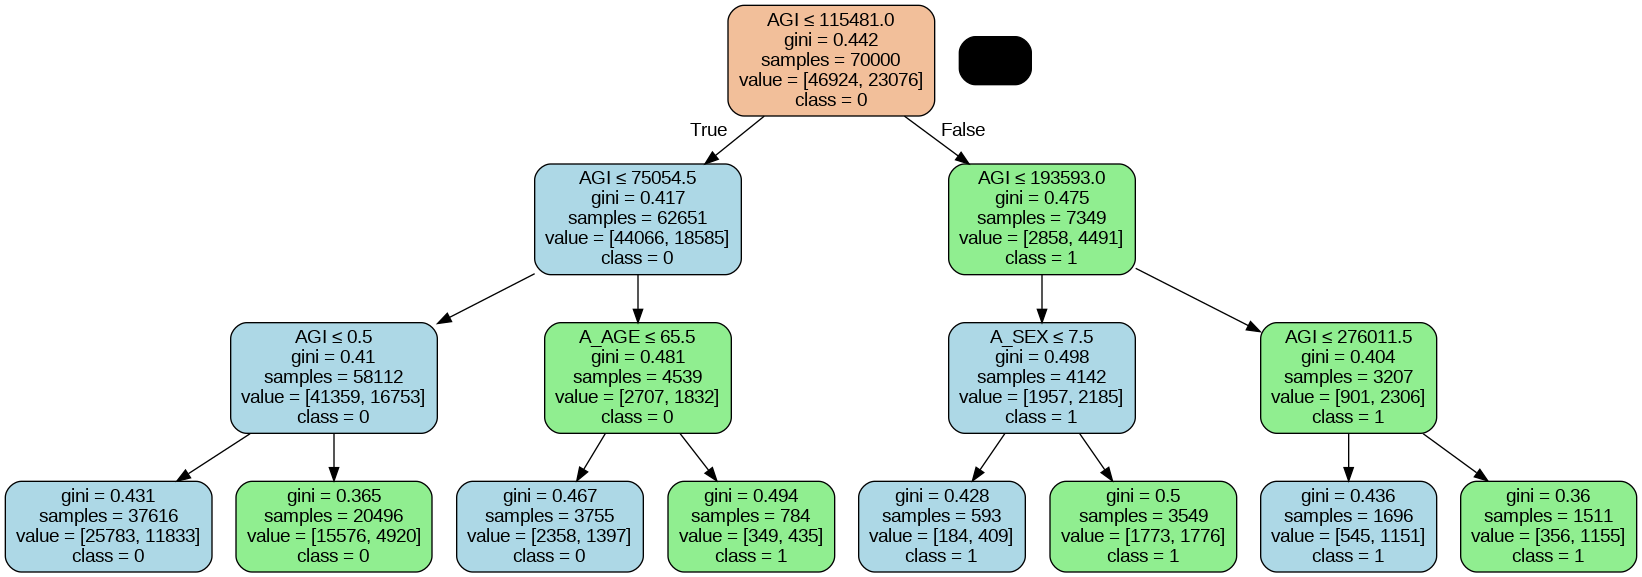 AGI ≤ 115481.0
gini = 0.442
samples = 70000
value = [46924, 23076]
class = 0
True
False
AGI ≤ 75054.5
gini = 0.417
samples = 62651
value = [44066, 18585]
class = 0
AGI ≤ 193593.0
gini = 0.475
samples = 7349
value = [2858, 4491]
class = 1
AGI ≤ 0.5
gini = 0.41
samples = 58112
value = [41359, 16753]
class = 0
A_AGE ≤ 65.5
gini = 0.481
samples = 4539
value = [2707, 1832]
class = 0
A_SEX ≤ 7.5
gini = 0.498
samples = 4142
value = [1957, 2185]
class = 1
AGI ≤ 276011.5
gini = 0.404
samples = 3207
value = [901, 2306]
class = 1
gini = 0.431
samples = 37616
value = [25783, 11833]
class = 0
gini = 0.365
samples = 20496
value = [15576, 4920]
class = 0
gini = 0.467
samples = 3755
value = [2358, 1397]
class = 0
gini = 0.494
samples = 784
value = [349, 435]
class = 1
gini = 0.428
samples = 593
value = [184, 409]
class = 1
gini = 0.5
samples = 3549
value = [1773, 1776]
class = 1
gini = 0.436
samples = 1696
value = [545, 1151]
class = 1
gini = 0.36
samples = 1511
value = [356, 1155]
class = 1